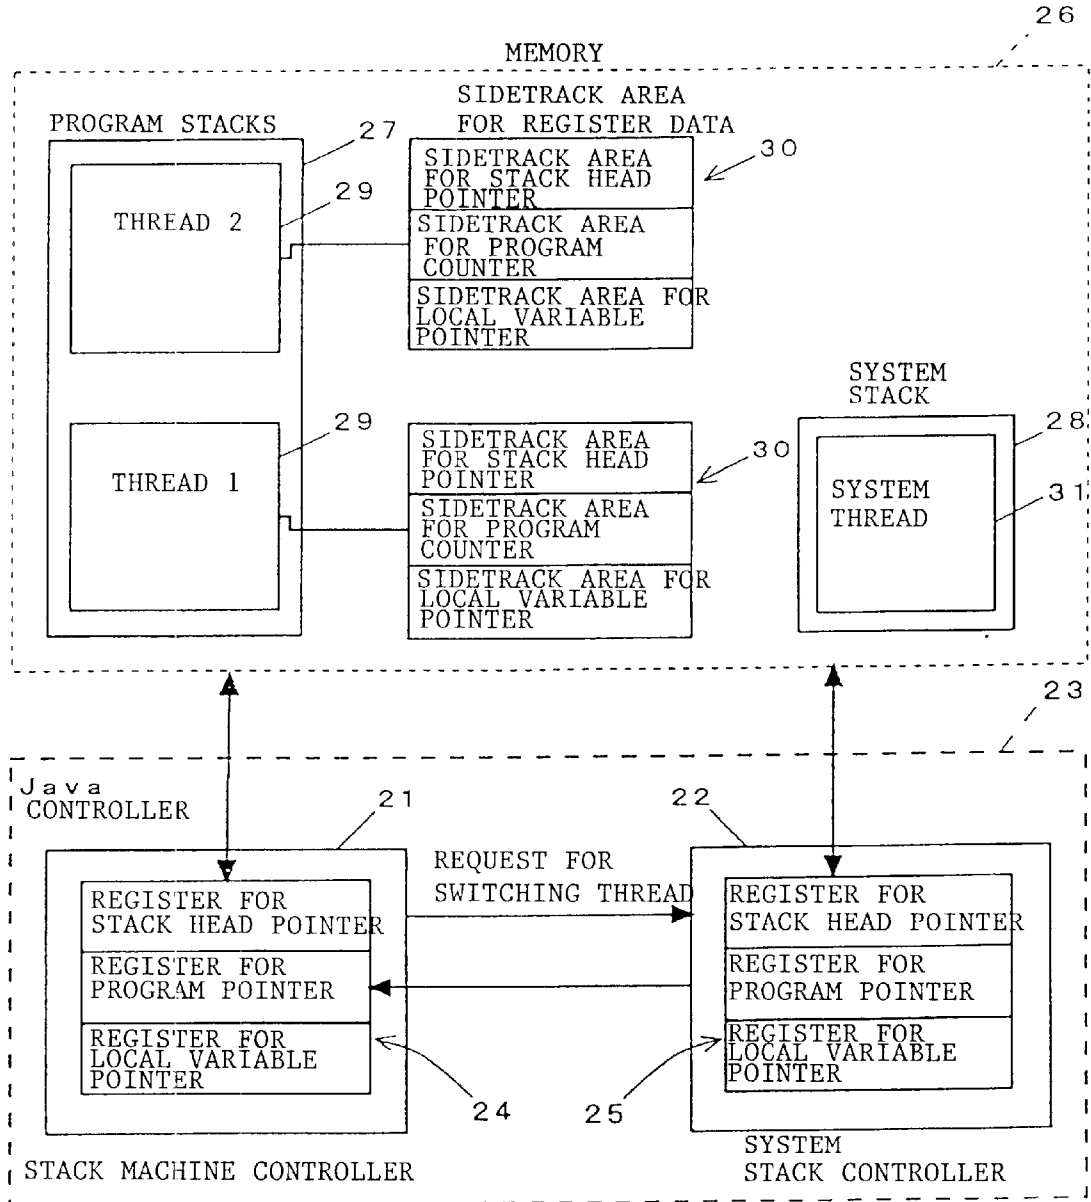 26
MEMORY
SIDETRACK AREA
FOR REGISTER DATA
PROGRAM STACKS
27
30
SIDETRACK AREA
FOR STACK HEAD
POINTER
29
THREAD 2
SIDETRACK AREA
FOR PROGRAM
COUNTER
SIDETRACK AREA FOR
LOCAL VARIABLE
POINTER
SYSTEM
STACK
28
29
30
SIDETRACK AREA
FOR STACK HEAD
POINTER
THREAD 1
SYSTEM
THREAD
31
SIDETRACK AREA
FOR PROGRAM
COUNTER
SIDETRACK AREA FOR
LOCAL VARIABLE
POINTER
23
Java
CONTROLLER
21
22
REQUEST FOR
SWITCHING THREAD
REGISTER FOR
STACK HEAD POINTER
REGISTER FOR
PROGRAM POINTER
REGISTER FOR
LOCAL VARIABLE
POINTER
REGISTER FOR
STACK HEAD POINTER
REGISTER FOR
PROGRAM POINTER
REGISTER FOR
LOCAL VARIABLE
POINTER
24
25
STACK MACHINE CONTROLLER
SYSTEM
STACK CONTROLLER